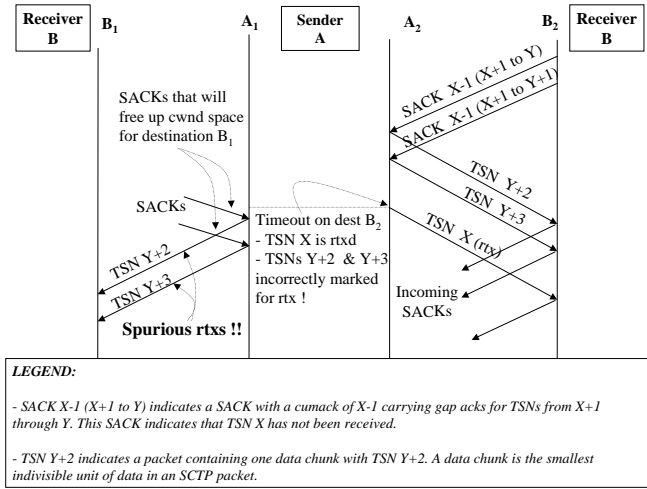 Receiver
B
B1
A1
Sender
A
A2
B2
Receiver
B
SACK X-1 (X+1 to Y)
SACK X-1 (X+1 to Y+1)
SACKs that will
free up cwnd space
for destination B1
SACKs
TSN Y+2
TSN Y+3
Timeout on dest B2
- TSN X is rtxd
- TSNs Y+2 & Y+3
incorrectly marked
for rtx !
TSN Y+2
TSN Y+3
TSN X (rtx)
Incoming
SACKs
Spurious rtxs !!
LEGEND:
- SACK X-1 (X+1 to Y) indicates a SACK with a cumack of X-1 carrying gap acks for TSNs from X+1
through Y. This SACK indicates that TSN X has not been received.
- TSN Y+2 indicates a packet containing one data chunk with TSN Y+2. A data chunk is the smallest
indivisible unit of data in an SCTP packet.